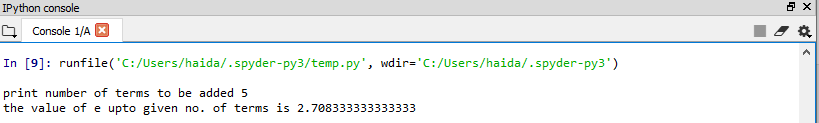 IPython console
Console 1/A
In [9]: runfile('C:/Users/haida/.spyder-py3/temp.py', wdir='C:/Users/haida/.spyder-py3')
print number of terms to be added 5
the value of e upto given no. of terms is 2.708333333333333